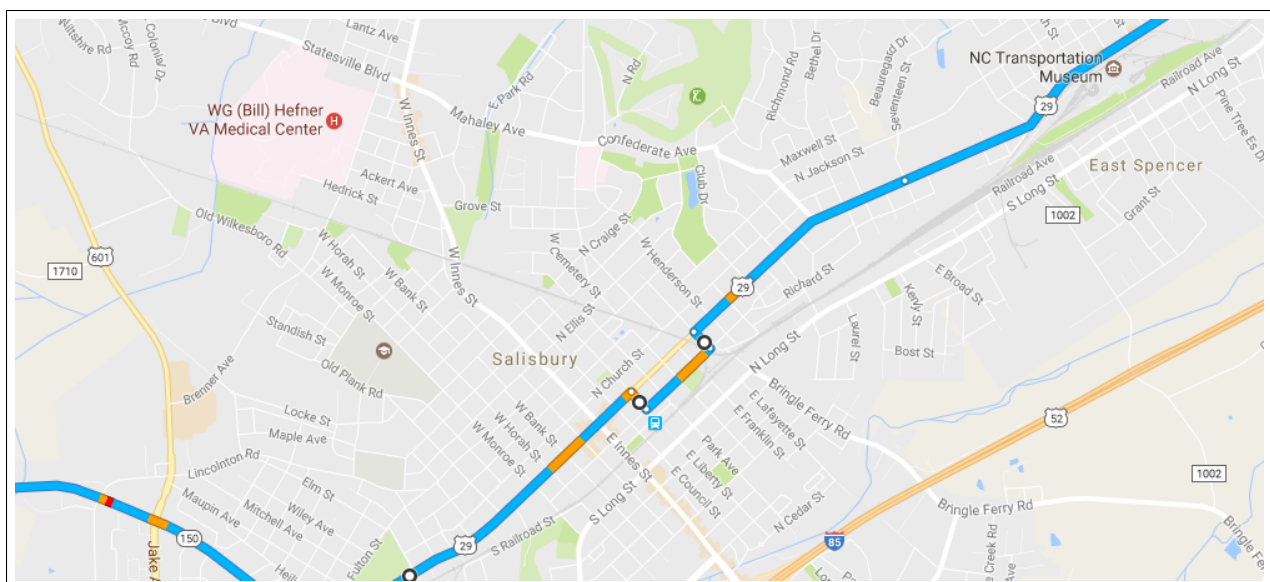 Wiltshire Rd
Mccoy Rd
Colonial Dr
Blvd
Lantz Ave
Statesville Blvd
WG (Bill) Hefner
VA Medical Center
H
W Innes St
E Park Rd
Mahaley Ave
N Rd
Confederate Ave
Richmond Rd
Bethel Dr
Beauregard Dr
Seventeen St
Maxwell St
N Jackson St
NC Transportation
Museum
29
Railroad Ave
N Long St
Pine Tree Es Dr
East Spencer
Railroad Ave
S Long St
1002
Grant St
Ackert Ave
Hedrick St
Grove St
Old Wilkesboro Rd
Club Dr
601
1710
W Horah St
W Monroe St
W Bank St
W Innes St
W Cemetery St
N Craige St
W Henderson St
29
Richard St
E Broad St
Kervy St
Laurel St
Bost St
Standish St
Old Plank Rd
N Ellis St
Salisbury
N Church St
N Long St
Brenner Ave
Locke St
Maple Ave
W Bank St
W Horah St
W Monroe St
Bringle Ferry Rd
E Lafayette St
E Franklin St
52
Lincolnton Rd
Elm St
E Innes St
Park Ave
E Liberty St
E Council St
N Cedar St
1002
Maupin Ave
Mitchell Ave
Wiley Ave
S Long St
Bringle Ferry Rd
Bringle
150
29
S Railroad St
85
Creek Rd
Jake A
Heili
Fulton St